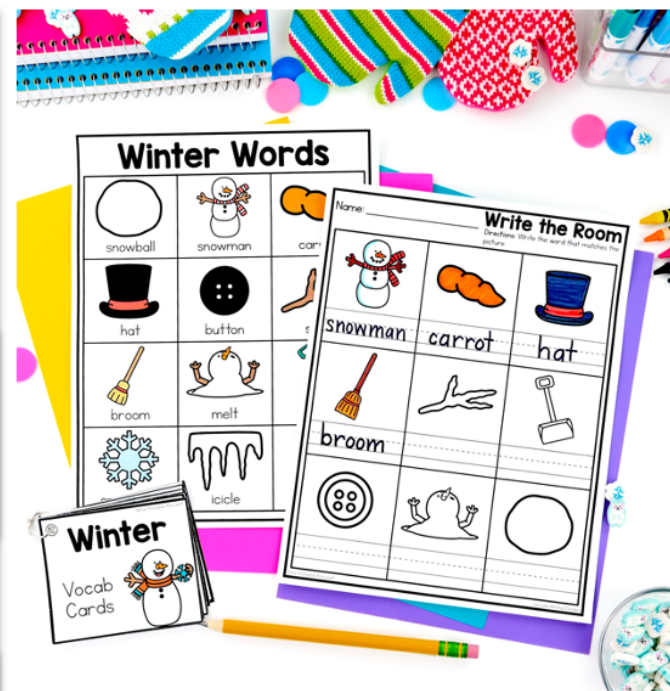 Winter Words
snowball
snowman
hat
button
broom
melt
icicle
Name:
Write the Room
Directions: Write the word that matches the
picture.
snowman
carrot
hat
broom
Winter
Vocab
Cards